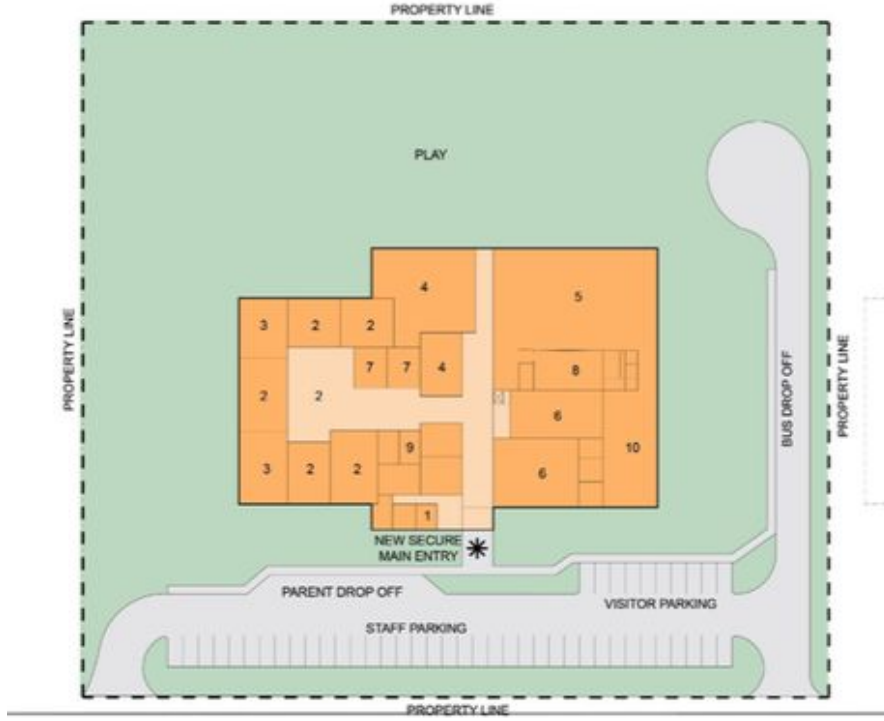 PROPERTY LINE
PLAY
4
5
3
2
2
7
7
4
8
PROPERTY LINE
2
2
6
BUS DROP OFF
PROPERTY LINE
3
2
2
9
6
10
1
NEW SECURE
MAIN ENTRY
PARENT DROP OFF
VISITOR PARKING
STAFF PARKING
PROPERTY LINE